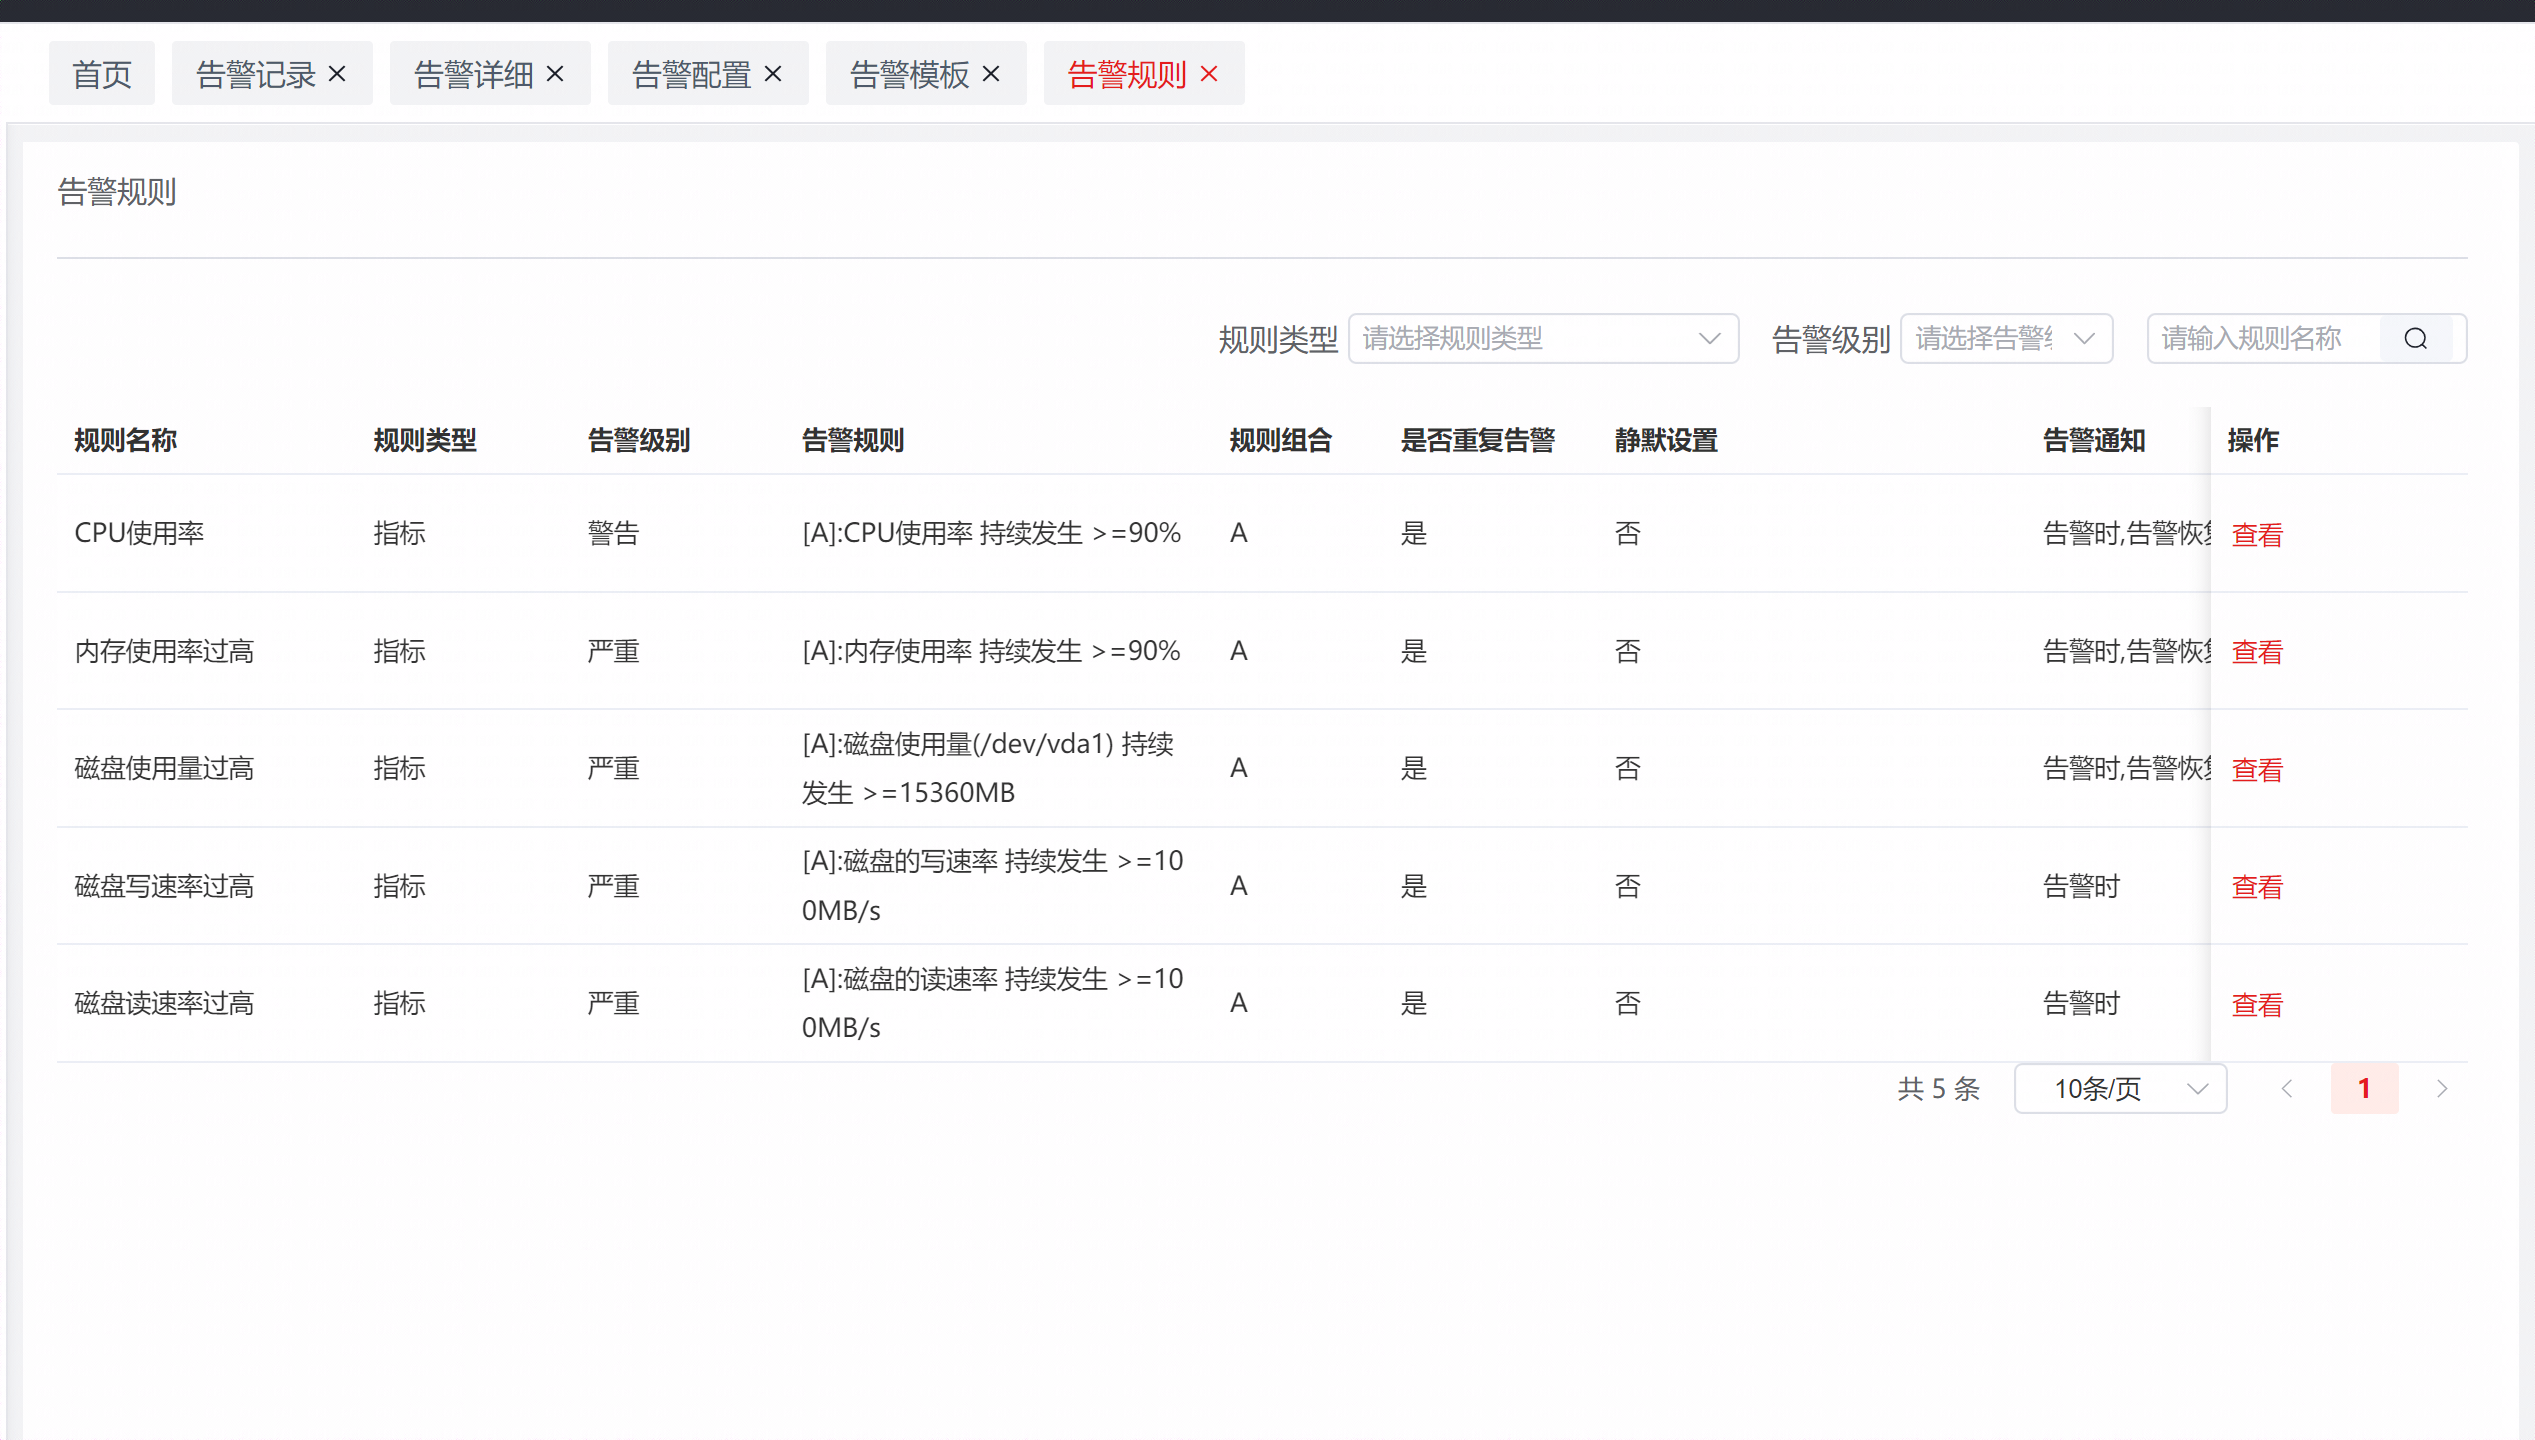 首页 告警记录 告警详细 告警配置 告警模板 告警规则
告警规则
规则类型 请选择规则类型 告警级别 请选择告警 请输入规则名称
规则名称 规则类型 告警级别 告警规则 规则组合 是否重复告警 静默设置 告警通知 操作
CPU使用率 指标 警告 [A]:CPU使用率 持续发生 >=90% A 是 否 告警时,告警恢 查看
内存使用率过高 指标 严重 [A]:内存使用率 持续发生 >=90% A 是 否 告警时,告警恢 查看
磁盘使用量过高 指标 严重 [A]:磁盘使用量(/dev/vda1) 持续
发生 >=15360MB A 是 否 告警时,告警恢 查看
磁盘写速率过高 指标 严重 [A]:磁盘的写速率 持续发生 >=10
0MB/s A 是 否 告警时 查看
磁盘读速率过高 指标 严重 [A]:磁盘的读速率 持续发生 >=10
0MB/s A 是 否 告警时 查看
共 5 条 10条/页 1